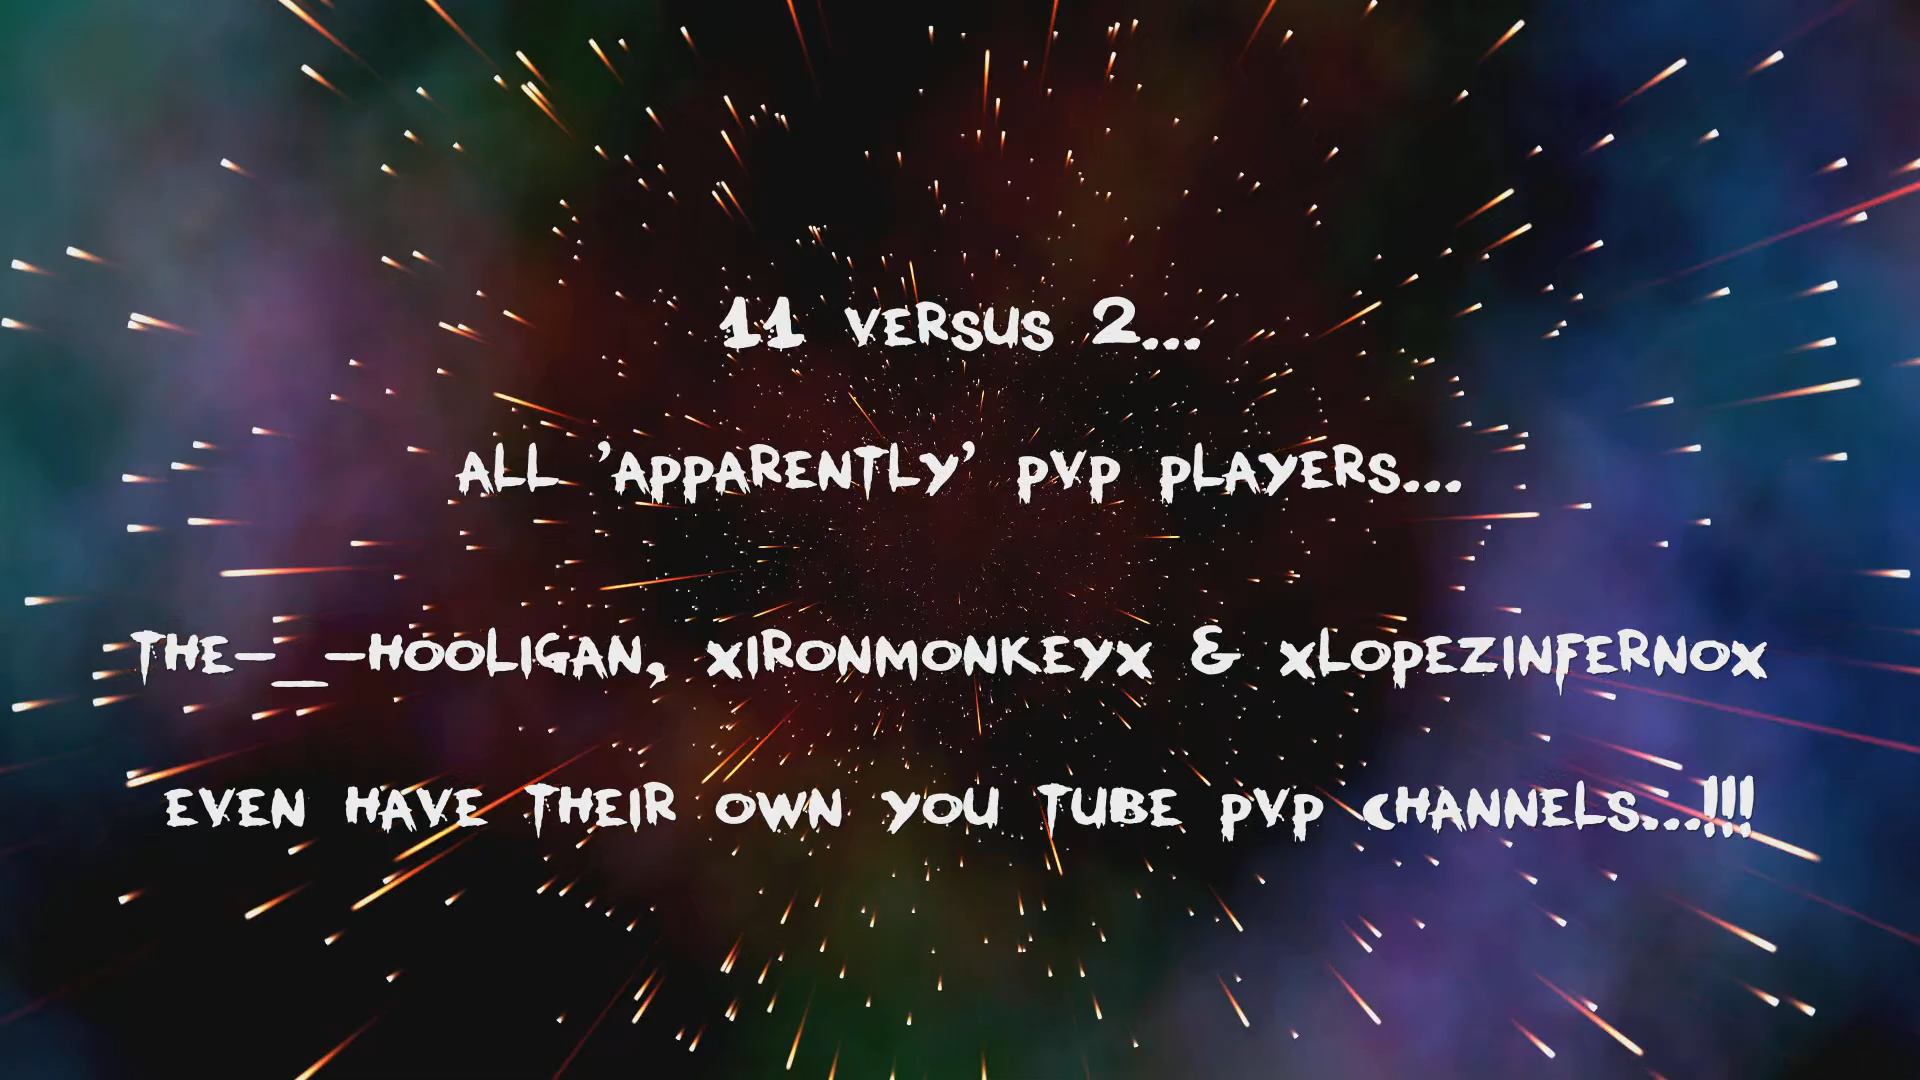 11 VERSUS 2...
ALL 'APPARENTLY' PVP PLAYERS...
THE-_-HOOLIGAN, XIRONMONKEYX & XLOPEZINFERNOX
EVEN HAVE THEIR OWN YOU TUBE PVP CHANNELS...!!!